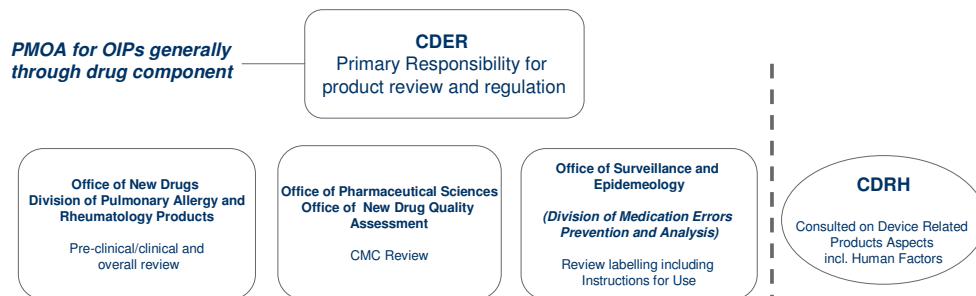 PMOA for OIPs generally
through drug component
CDER
Primary Responsibility for
product review and regulation
Office of New Drugs
Division of Pulmonary Allergy and
Rheumatology Products
Pre-clinical/clinical and
overall review
Office of Pharmaceutical Sciences
Office of New Drug Quality
Assessment
CMC Review
Office of Surveillance and
Epidemeology
(Division of Medication Errors
Prevention and Analysis)
Review labelling including
Instructions for Use
CDRH
Consulted on Device Related
Products Aspects
incl. Human Factors